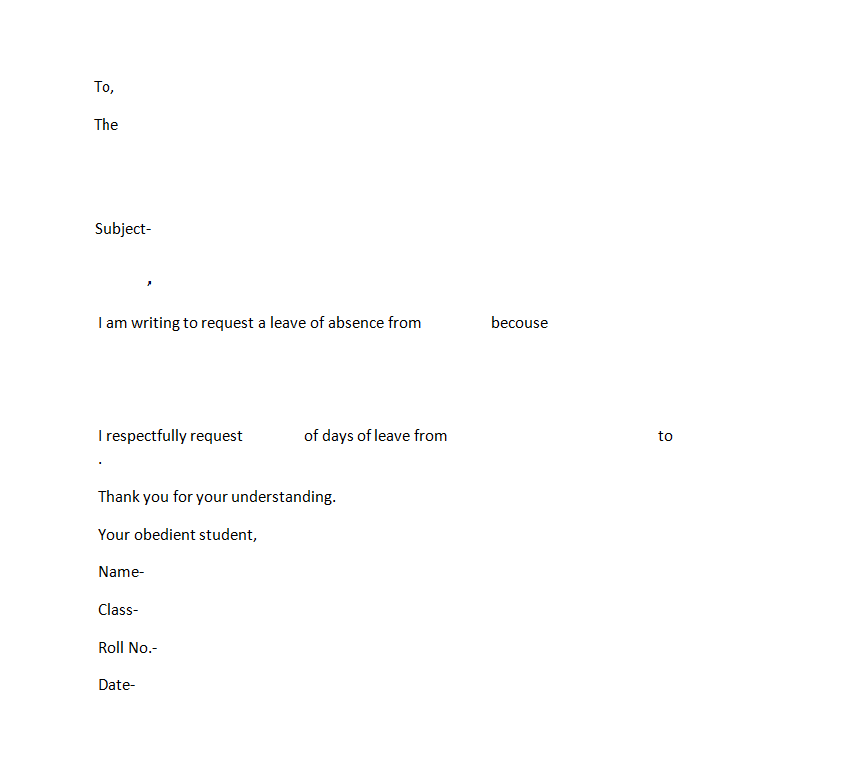 To,
The
Subject-
,
I am writing to request a leave of absence from becouse
I respectfully request of days of leave from to
.
Thank you for your understanding.
Your obedient student,
Name-
Class-
Roll No.-
Date-